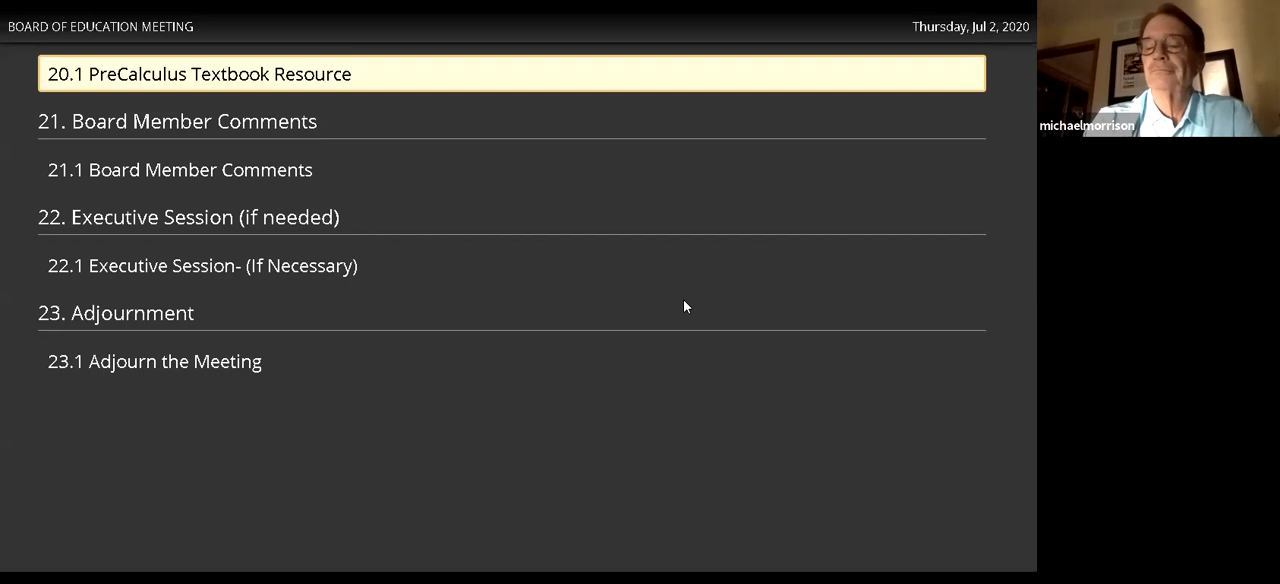 BOARD OF EDUCATION MEETING
Thursday, Jul 2, 2020
20.1 PreCalculus Textbook Resource
21. Board Member Comments
21.1 Board Member Comments
22. Executive Session (if needed)
22.1 Executive Session- (If Necessary)
23. Adjournment
23.1 Adjourn the Meeting
michaelmorrison